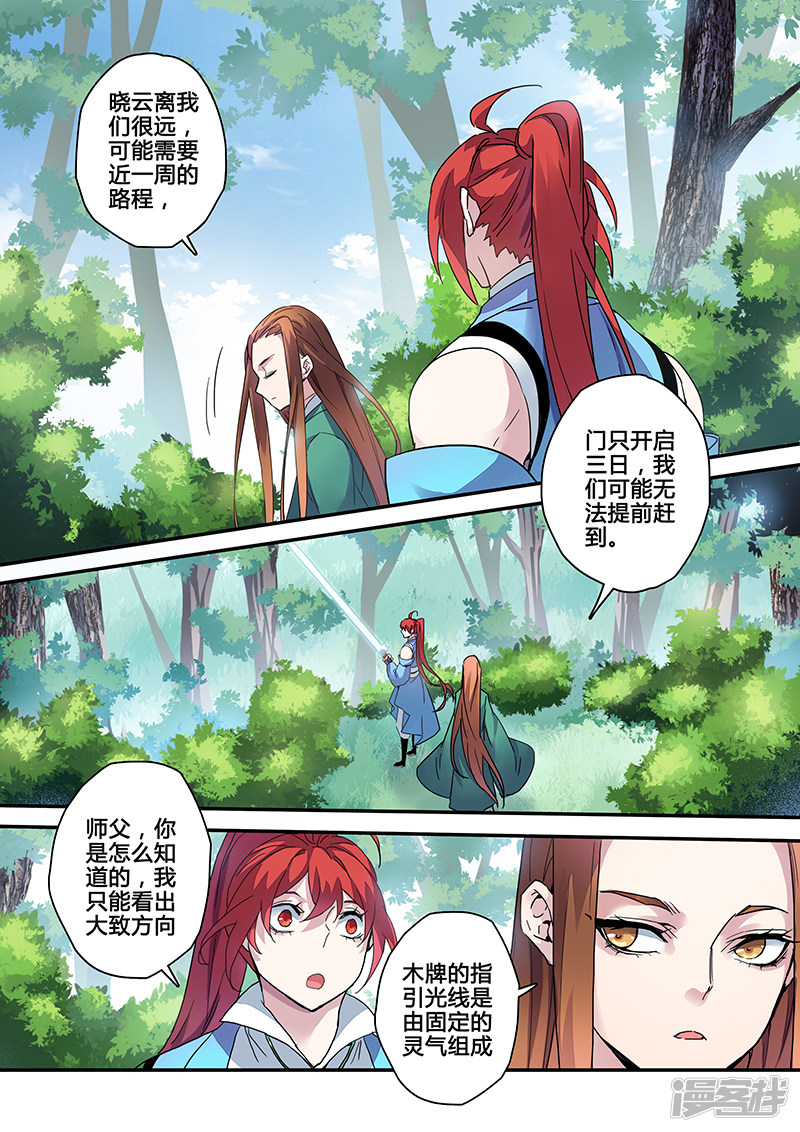 晓云离我
们很远，
可能需要
近一周的
路程，
门只开启
三日，我
们可能无
法提前赶
到。
师父，你
是怎么知
道的，我
只能看出
大致方向
木牌的指
引光线是
由固定的
灵气组成
漫客栈